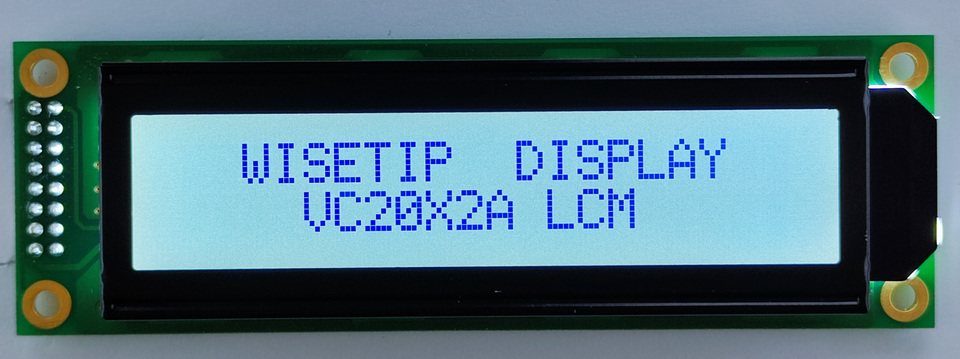 WISETIP  DISPLAY
VC20X2A LCM